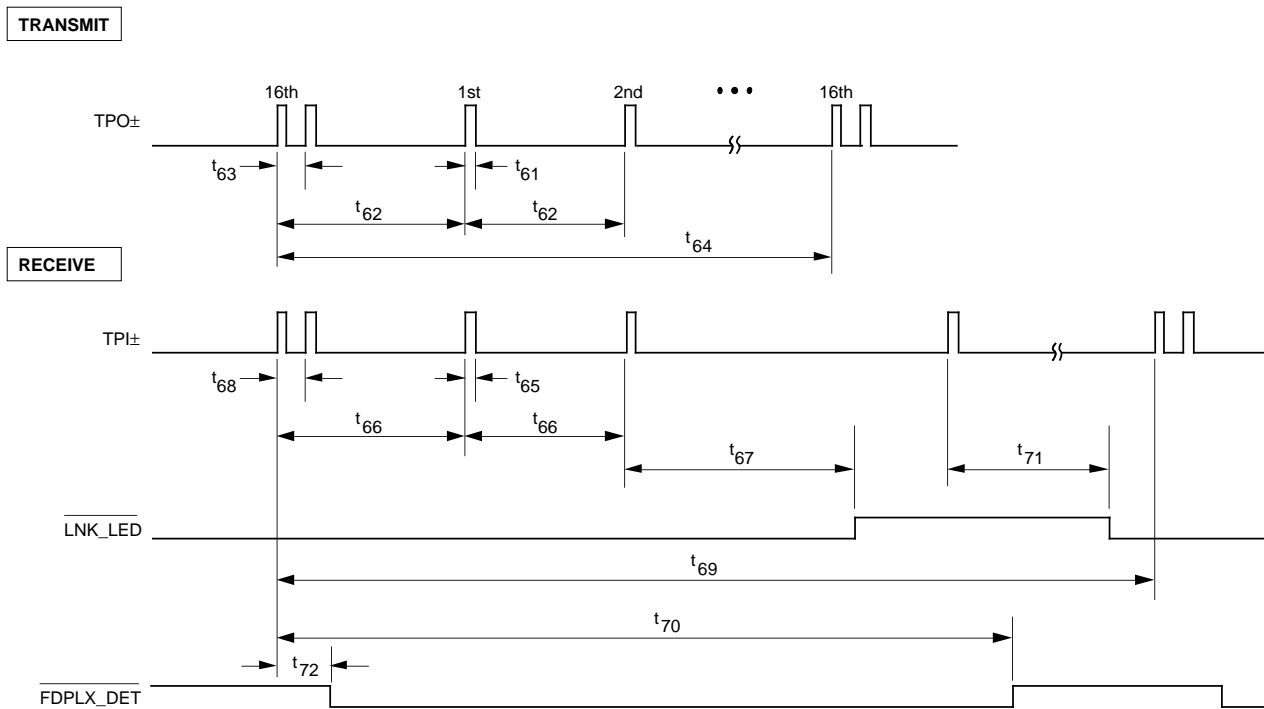 TRANSMIT
16th 1st 2nd ••• 16th
TPO±
t63 t61
t62 t62
t64
RECEIVE
TPI±
t68 t65
t66 t66
t67 t71
LNK_LED
t69
t70
t72
FDPLX_DET